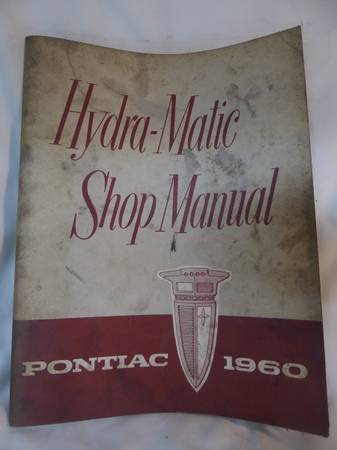 Hydra-Matic
Shop Manual
PONTIAC 1960